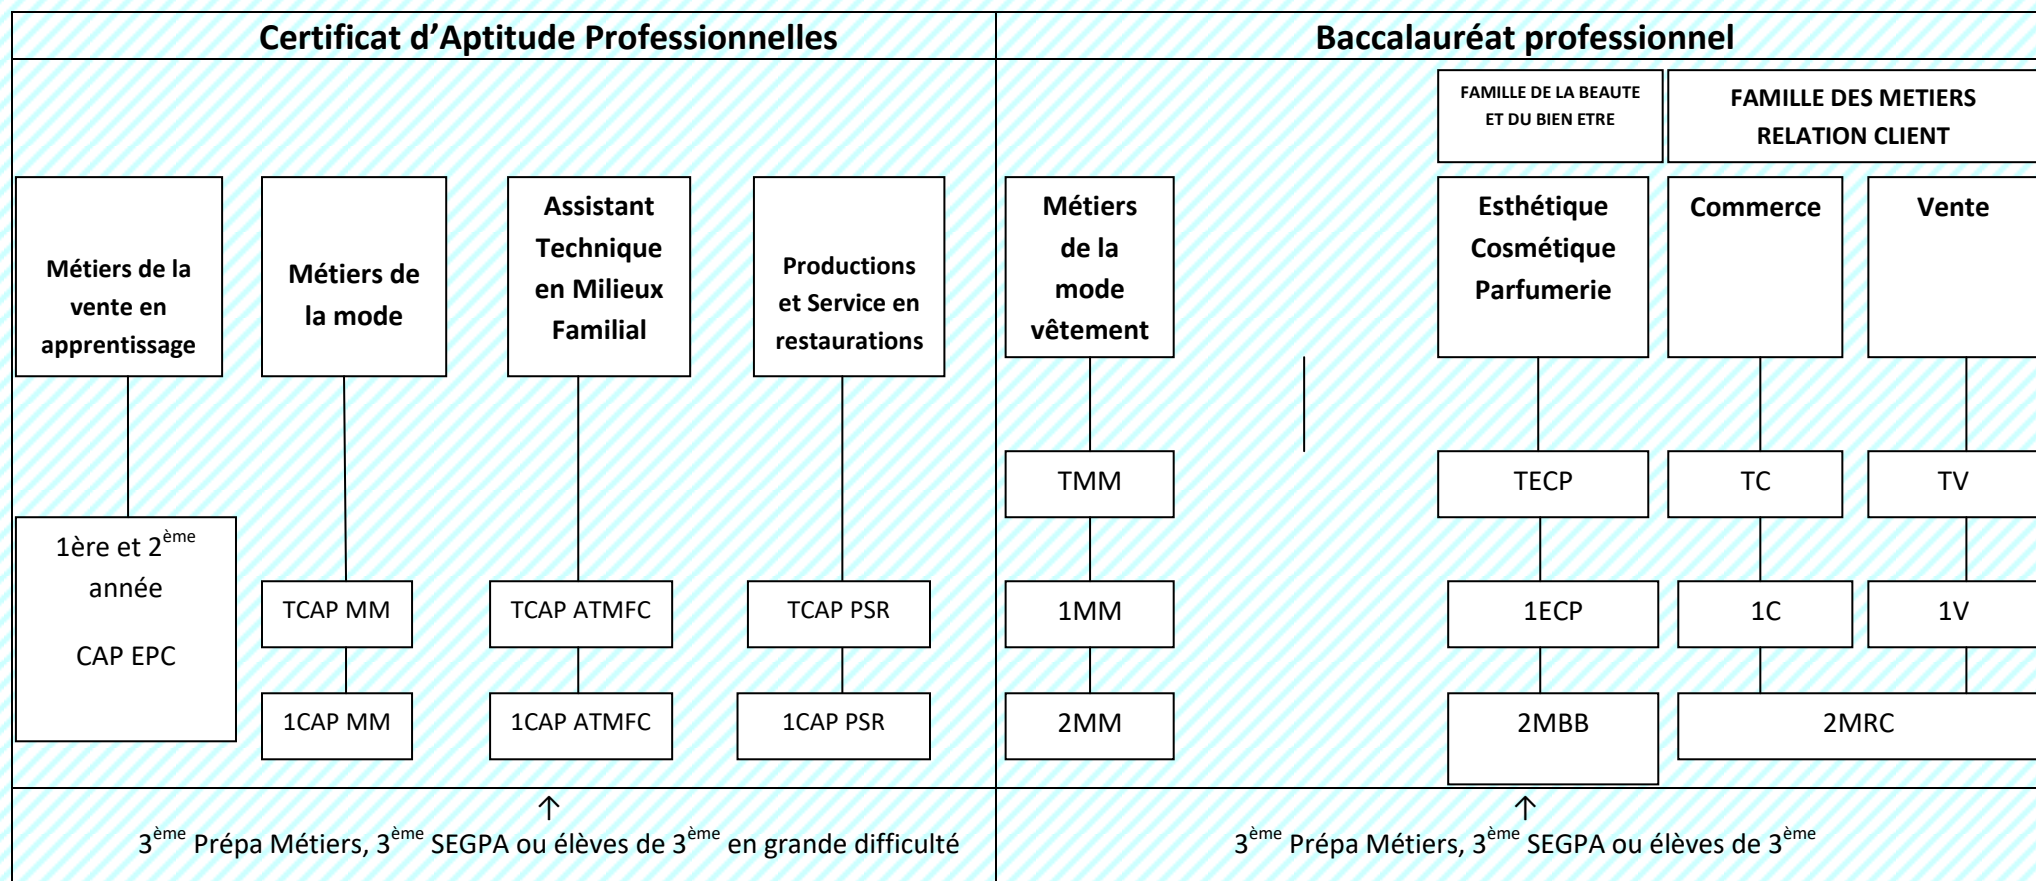 Certificat d’Aptitude Professionnelles
Baccalauréat professionnel
FAMILLE DE LA BEAUTE
ET DU BIEN ETRE
FAMILLE DES METIERS
RELATION CLIENT
Métiers de la
vente en
apprentissage
Métiers de
la mode
Assistant
Technique
en Milieux
Familial
Productions
et Service en
restaurations
Métiers
de la
mode
vêtement
Esthétique
Cosmétique
Parfumerie
Commerce
Vente
TMM
TECP
TC
TV
1ère et 2ème
année
CAP EPC
TCAP MM
TCAP ATMFC
TCAP PSR
1MM
1ECP
1C
1V
1CAP MM
1CAP ATMFC
1CAP PSR
2MM
2MBB
2MRC
↑
3ème Prépa Métiers, 3ème SEGPA ou élèves de 3ème en grande difficulté
↑
3ème Prépa Métiers, 3ème SEGPA ou élèves de 3ème